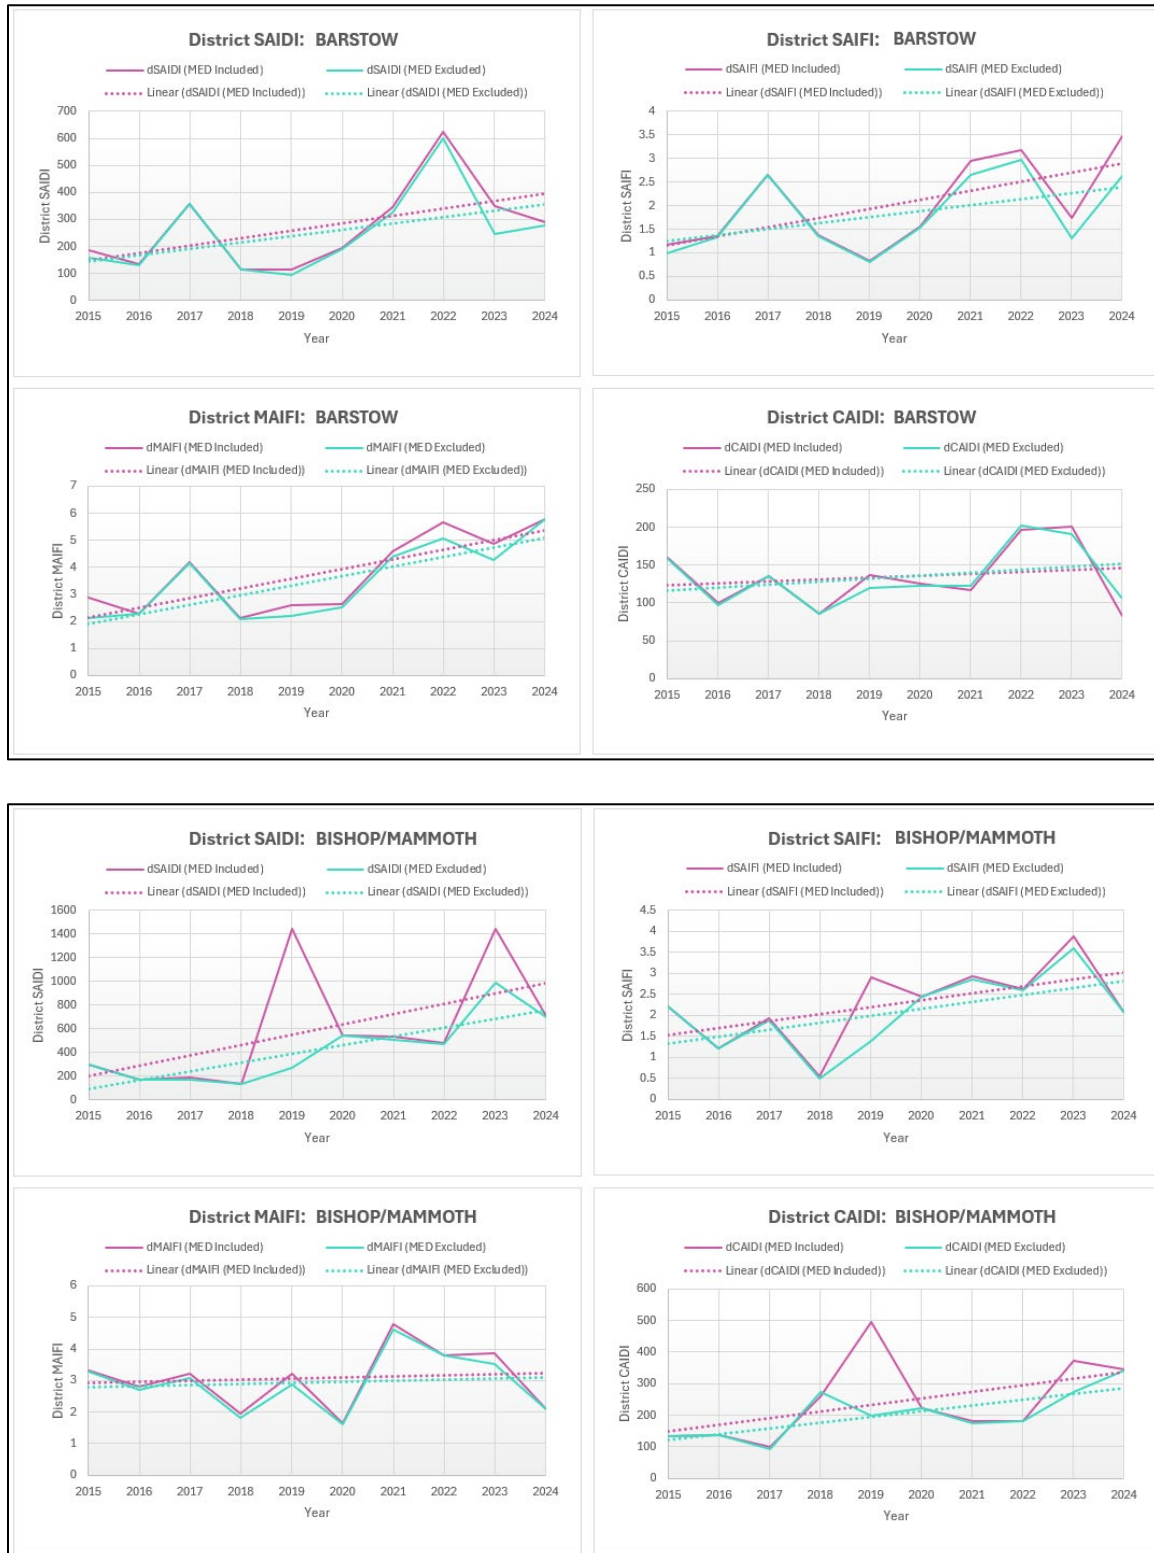 District SAIDI: BARSTOW
dSAIDI (MED Included) dSAIDI (MED Excluded)
Linear (dSAIDI (MED Included)) Linear (dSAIDI (MED Excluded))
700
600
500
400
300
200
100
0
District SAIDI
2015 2016 2017 2018 2019 2020 2021 2022 2023 2024
Year
District SAIFI: BARSTOW
dSAIFI (MED Included) dSAIFI (MED Excluded)
Linear (dSAIFI (MED Included)) Linear (dSAIFI (MED Excluded))
4
3.5
3
2.5
2
1.5
1
0.5
0
District SAIFI
2015 2016 2017 2018 2019 2020 2021 2022 2023 2024
Year
District MAIFI: BARSTOW
dMAIFI (MED Included) dMAIFI (MED Excluded)
Linear (dMAIFI (MED Included)) Linear (dMAIFI (MED Excluded))
7
6
5
4
3
2
1
0
District MAIFI
2015 2016 2017 2018 2019 2020 2021 2022 2023 2024
Year
District CAIDI: BARSTOW
dCAIDI (MED Included) dCAIDI (MED Excluded)
Linear (dCAIDI (MED Included)) Linear (dCAIDI (MED Excluded))
250
200
150
100
50
0
District CAIDI
2015 2016 2017 2018 2019 2020 2021 2022 2023 2024
Year
District SAIDI: BISHOP/MAMMOTH
dSAIDI (MED Included) dSAIDI (MED Excluded)
Linear (dSAIDI (MED Included)) Linear (dSAIDI (MED Excluded))
1600
1400
1200
1000
800
600
400
200
0
District SAIDI
2015 2016 2017 2018 2019 2020 2021 2022 2023 2024
Year
District SAIFI: BISHOP/MAMMOTH
dSAIFI (MED Included) dSAIFI (MED Excluded)
Linear (dSAIFI (MED Included)) Linear (dSAIFI (MED Excluded))
4.5
4
3.5
3
2.5
2
1.5
1
0.5
0
District SAIFI
2015 2016 2017 2018 2019 2020 2021 2022 2023 2024
Year
District MAIFI: BISHOP/MAMMOTH
dMAIFI (MED Included) dMAIFI (MED Excluded)
Linear (dMAIFI (MED Included)) Linear (dMAIFI (MED Excluded))
6
5
4
3
2
1
0
District MAIFI
2015 2016 2017 2018 2019 2020 2021 2022 2023 2024
Year
District CAIDI: BISHOP/MAMMOTH
dCAIDI (MED Included) dCAIDI (MED Excluded)
Linear (dCAIDI (MED Included)) Linear (dCAIDI (MED Excluded))
600
500
400
300
200
100
0
District CAIDI
2015 2016 2017 2018 2019 2020 2021 2022 2023 2024
Year